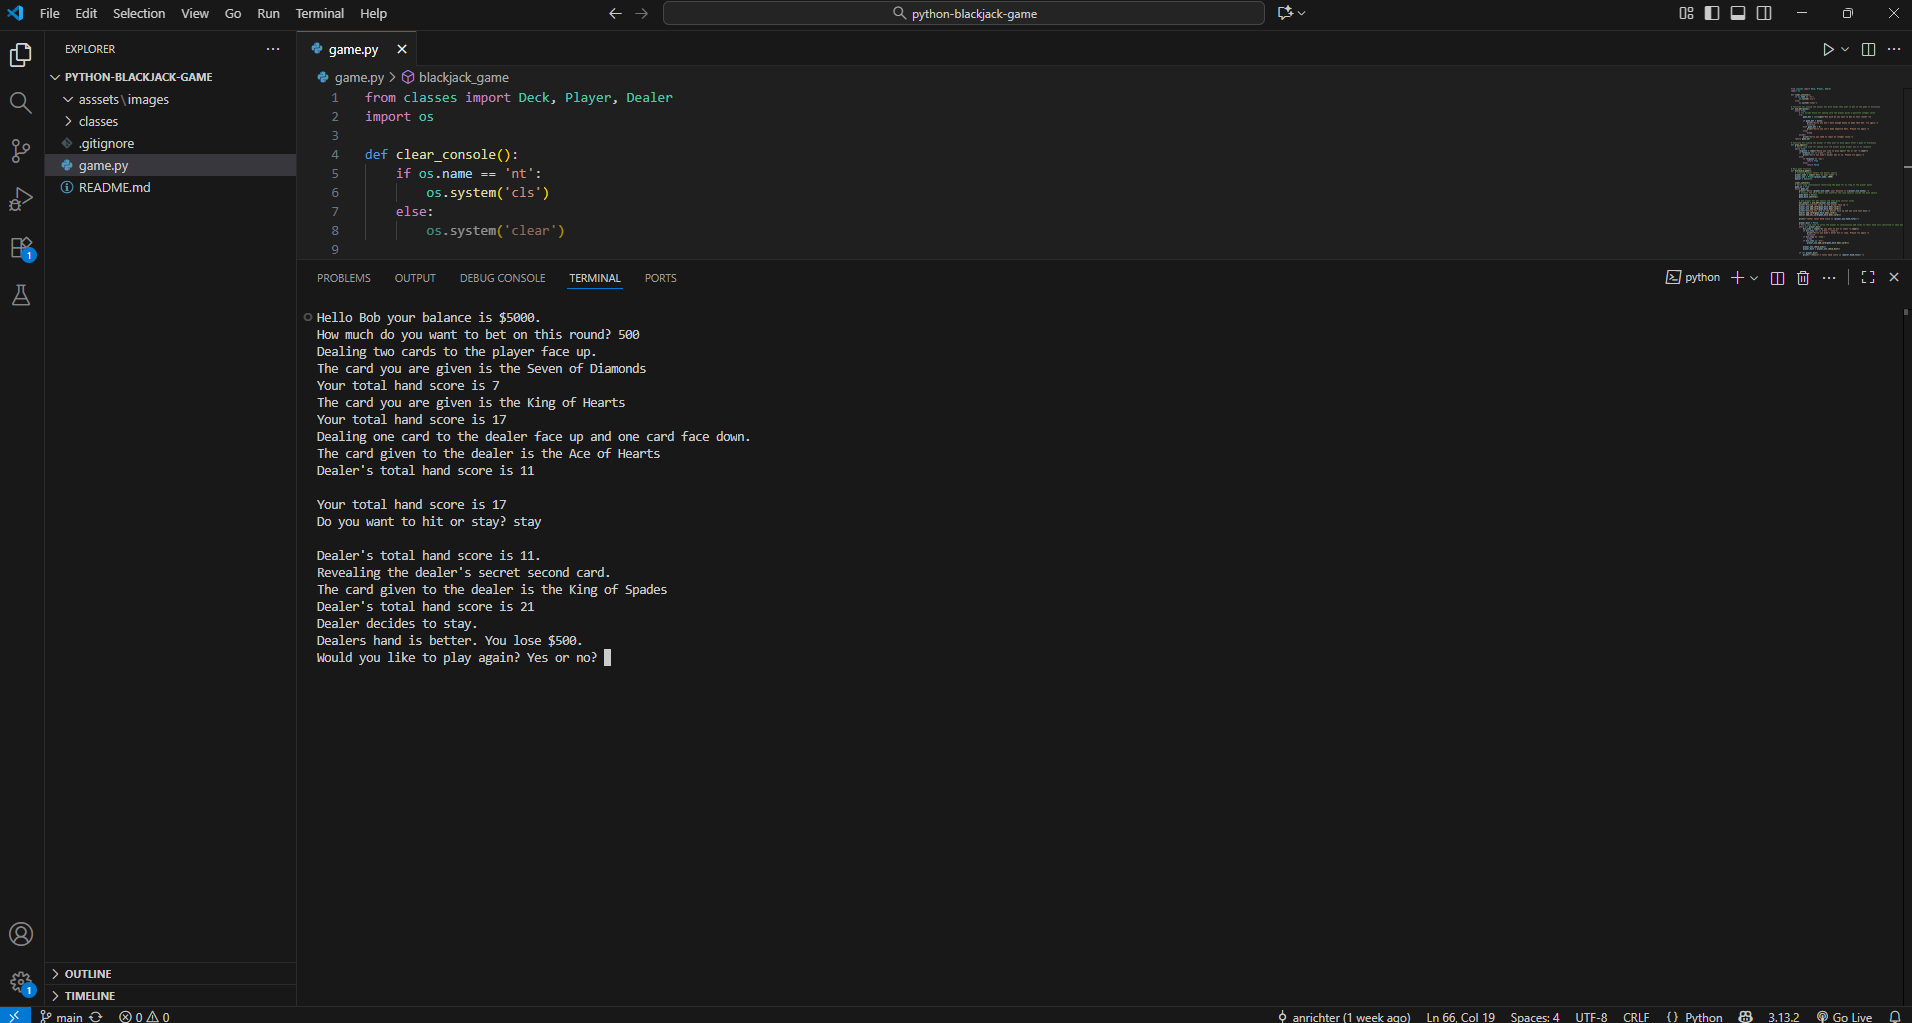 File Edit Selection View Go Run Terminal Help
python-blackjack-game
EXPLORER
PYTHON-BLACKJACK-GAME
asssets\images
classes
.gitignore
game.py
README.md
OUTLINE
TIMELINE
game.py
game.py > blackjack_game
1 from classes import Deck, Player, Dealer
2 import os
3
4 def clear_console():
5 if os.name == 'nt':
6 os.system('cls')
7 else:
8 os.system('clear')
9
PROBLEMS OUTPUT DEBUG CONSOLE TERMINAL PORTS
python
Hello Bob your balance is $5000.
How much do you want to bet on this round? 500
Dealing two cards to the player face up.
The card you are given is the Seven of Diamonds
Your total hand score is 7
The card you are given is the King of Hearts
Your total hand score is 17
Dealing one card to the dealer face up and one card face down.
The card given to the dealer is the Ace of Hearts
Dealer's total hand score is 11
Your total hand score is 17
Do you want to hit or stay? stay
Dealer's total hand score is 11.
Revealing the dealer's secret second card.
The card given to the dealer is the King of Spades
Dealer's total hand score is 21
Dealer decides to stay.
Dealers hand is better. You lose $500.
Would you like to play again? Yes or no?
1
1
main 0 0 anrichter (1 week ago) Ln 66, Col 19 Spaces: 4 UTF-8 CRLF {} Python 3.13.2 Go Live